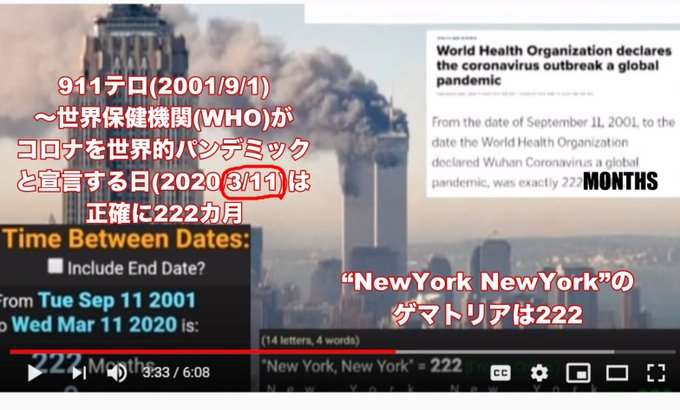 World Health Organization declares
the coronavirus outbreak a global
pandemic
From the date of September 11, 2001, to the
date the World Health Organization
declared Wuhan Coronavirus a global
pandemic, was exactly 222 MONTHS
911テロ(2001/9/1)
～世界保健機関(WHO)が
コロナを世界的パンデミック
と宣言する日(2020/3/11)は
正確に222カ月
Time Between Dates:
Include End Date?
From Tue Sep 11 2001
o Wed Mar 11 2020 is:
222 Months
“NewYork NewYork”の
ゲマトリアは222
(14 letters, 4 words)
"New York, New York" = 222
N e w Y o r k N e w Y o r k
3:33 / 6:08
CC